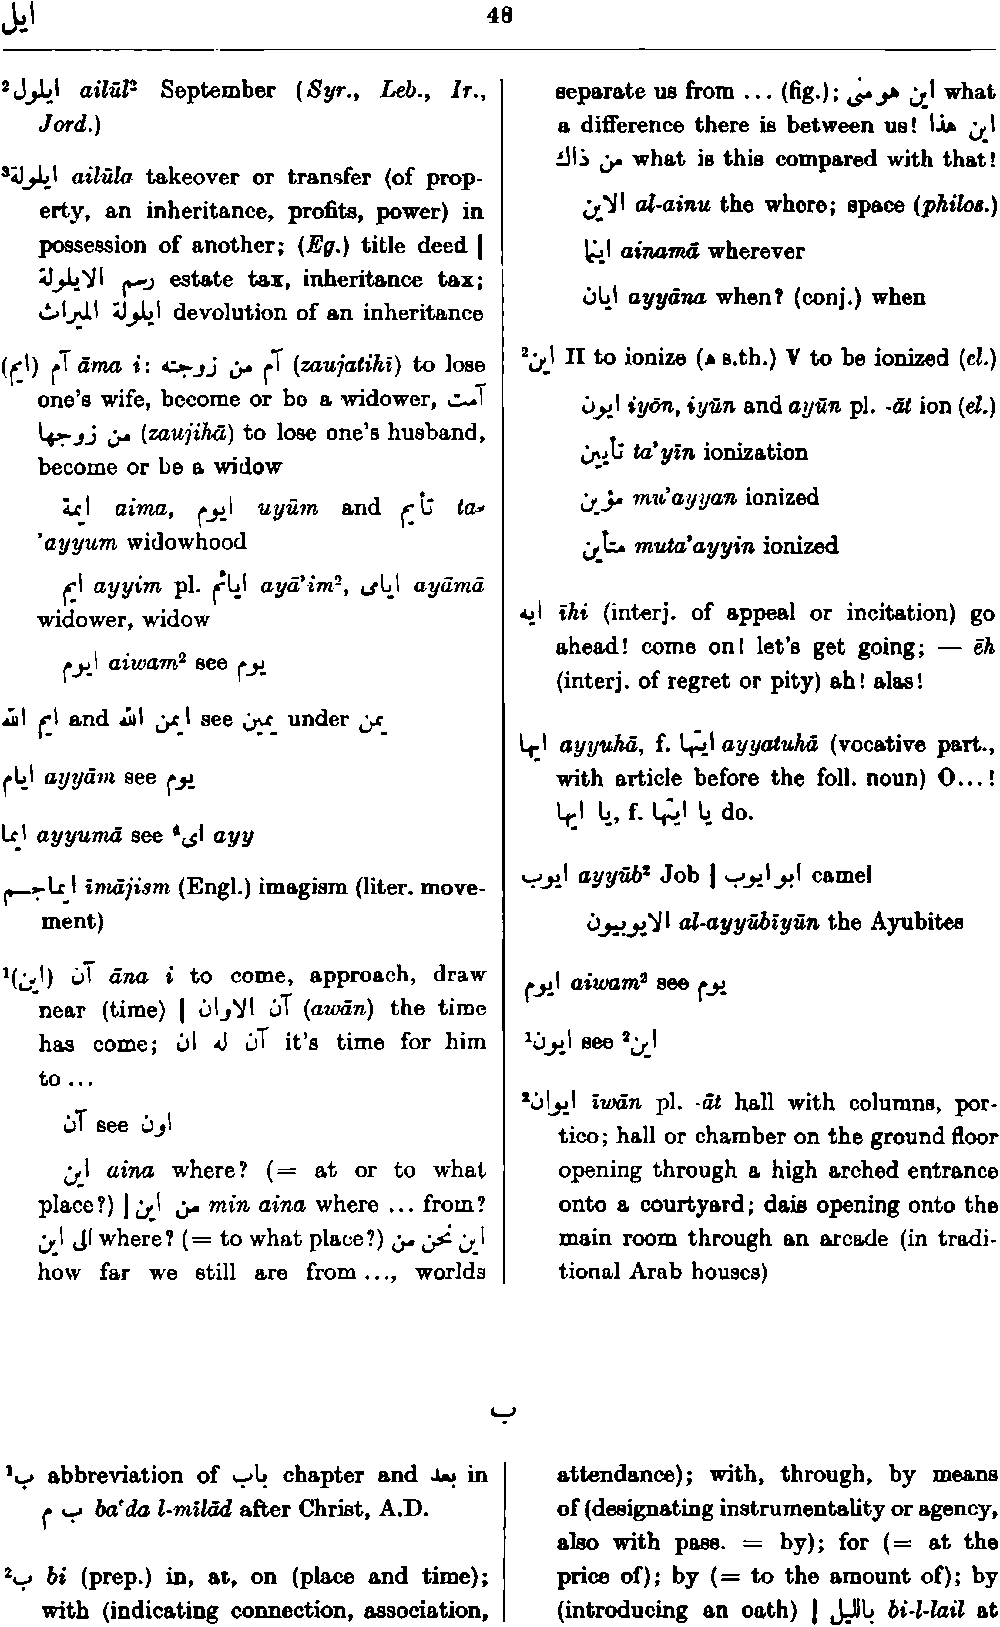 ايل
48
²ايلول ailūl² September (Syr., Leb., Ir.,
Jord.)
³ايلولة ailūla takeover or transfer (of prop-
erty, an inheritance, profits, power) in
possession of another; (Eg.) title deed |
رسم الايلولة estate tax, inheritance tax;
ايلولة الميراث devolution of an inheritance
(ايم) آم āma i: آم من زوجته (zaujatihī) to lose
one's wife, become or be a widower, آمت
من زوجها (zaujihā) to lose one's husband,
become or be a widow
ايمة aima, ايوم uyūm and تأيم ta-
'ayyum widowhood
ايم ayyim pl. ايائم ayā'im², ايامى ayāmā
widower, widow
ايوم aiwam² see يوم
ايم الله and ايمن الله see يمين under يمن
ايام ayyām see يوم
ايما ayyumā see ⁴اى ayy
ايماجسم imājism (Engl.) imagism (liter. move-
ment)
¹(اين) آن āna i to come, approach, draw
near (time) | آن الاوان (awān) the time
has come; آن له ان it's time for him
to ...
آن see اون
اين aina where? (= at or to what
place?) | من اين min aina where ... from?
الى اين where? (= to what place?) اين نحن من
how far we still are from ..., worlds
separate us from ... (fig.); اين هو منى what
a difference there is between us! اين هذا
من ذاك what is this compared with that!
الاين al-ainu the where; space (philos.)
اينما ainamā wherever
ايان ayyāna when? (conj.) when
²اين II to ionize (ه s.th.) V to be ionized (el.)
ايون iyōn, iyūn and ayūn pl. -āt ion (el.)
تأيين ta'yīn ionization
مؤين mu'ayyan ionized
متأين muta'ayyin ionized
ايه īhi (interj. of appeal or incitation) go
ahead! come on! let's get going; — ēh
(interj. of regret or pity) ah! alas!
ايها ayyuhā, f. ايتها ayyatuhā (vocative part.,
with article before the foll. noun) O...!
يا ايها, f. يا ايتها do.
ايوب ayyūb² Job | ابو ايوب camel
الايوبيون al-ayyūbīyūn the Ayubites
ايوم aiwam² see يوم
¹ايون see ²اين
²ايوان īwān pl. -āt hall with columns, por-
tico; hall or chamber on the ground floor
opening through a high arched entrance
onto a courtyard; dais opening onto the
main room through an arcade (in tradi-
tional Arab houses)
ب
¹ب abbreviation of باب chapter and بعد in
ب م ba'da l-mīlād after Christ, A.D.
²ب bi (prep.) in, at, on (place and time);
with (indicating connection, association,
attendance); with, through, by means
of (designating instrumentality or agency,
also with pass. = by); for (= at the
price of); by (= to the amount of); by
(introducing an oath) | بالليل bi-l-lail at